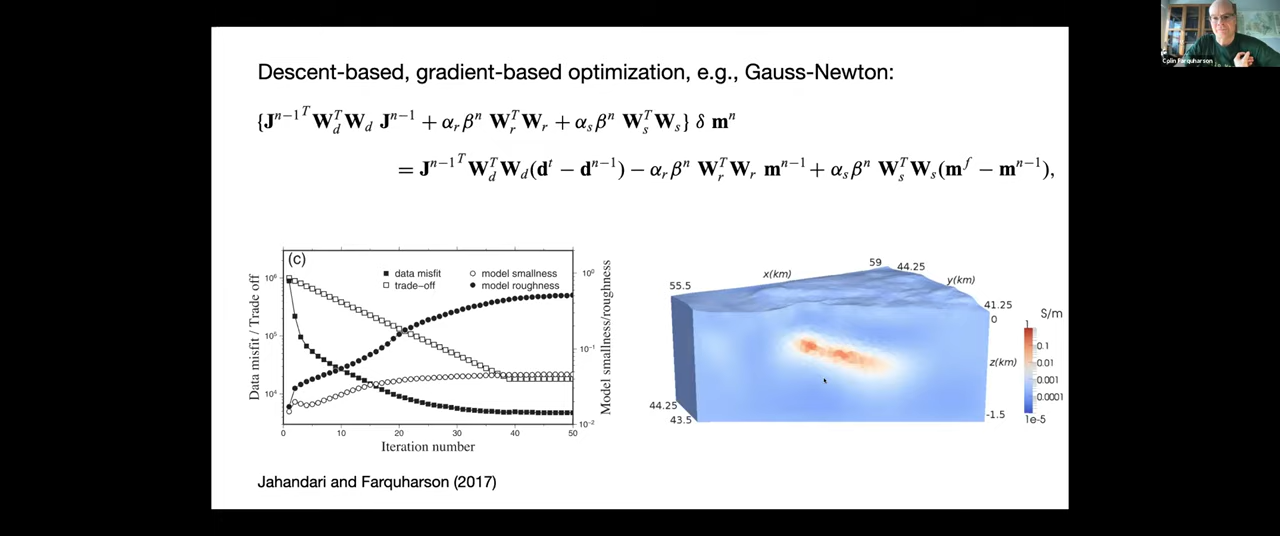 Colin Farquharson
Descent-based, gradient-based optimization, e.g., Gauss-Newton:
{J^{n−1}^T W_d^T W_d J^{n−1} + α_r β^n W_r^T W_r + α_s β^n W_s^T W_s} δ m^n
= J^{n−1}^T W_d^T W_d (d^t − d^{n−1}) − α_r β^n W_r^T W_r m^{n−1} + α_s β^n W_s^T W_s (m^f − m^{n−1}),
(c)
data misfit
trade-off
model smallness
model roughness
Data misfit / Trade off
10^6
10^5
10^4
Model smallness/roughness
10^0
10^-1
10^-2
0 10 20 30 40 50
Iteration number
55.5
x(km)
59
44.25
y(km)
41.25
0
z(km)
-1.5
44.25
43.5
S/m
1
0.1
0.01
0.001
0.0001
1e-5
Jahandari and Farquharson (2017)